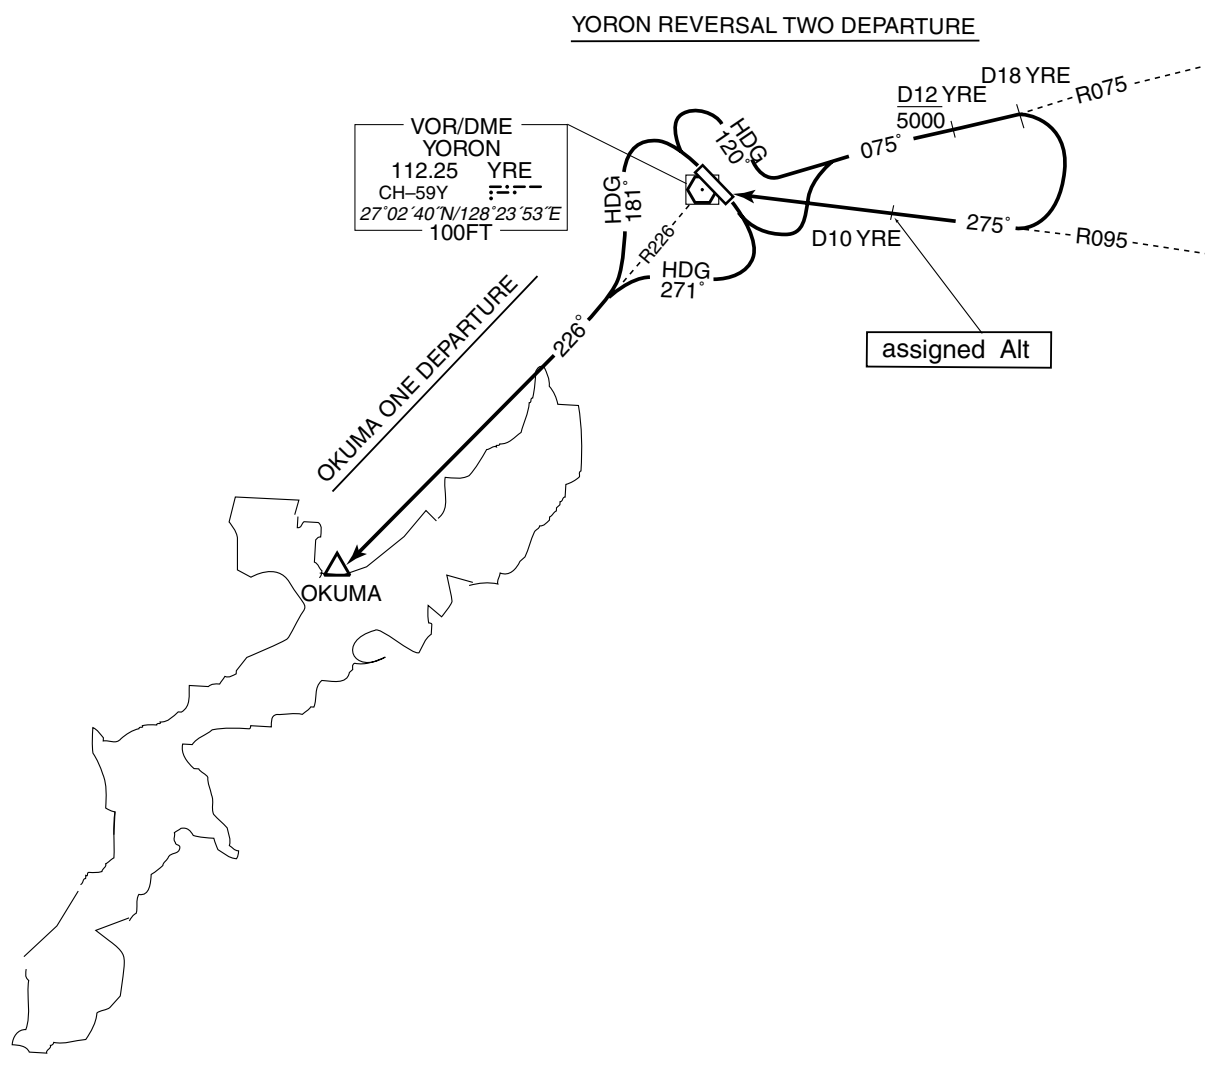 YORON REVERSAL TWO DEPARTURE
D18 YRE
R075
D12 YRE
5000
075°
HDG
120°
VOR/DME
YORON
112.25 YRE
CH–59Y
27°02´40˝N/128°23´53˝E
100FT
HDG
181°
R226
HDG
271°
D10 YRE
275°
R095
assigned Alt
226°
OKUMA ONE DEPARTURE
OKUMA